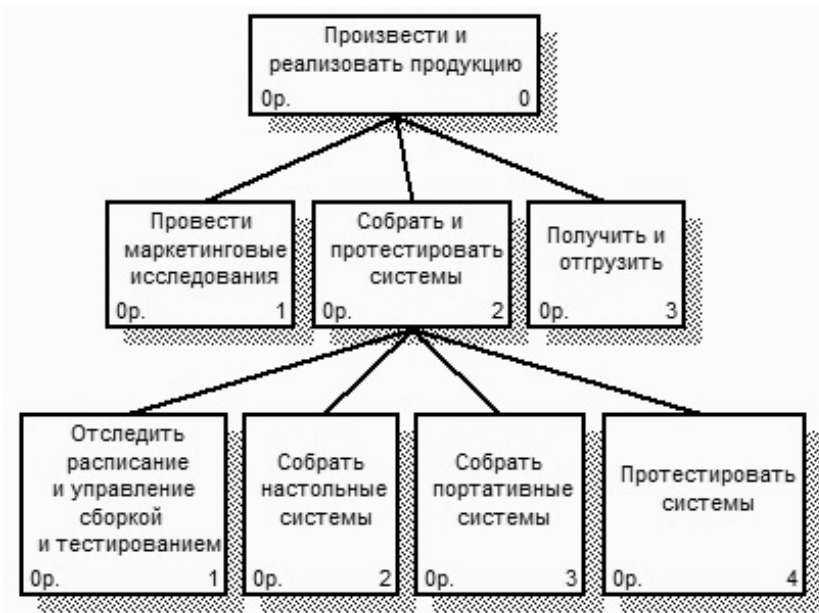 Произвести и
реализовать продукцию
0р. 0
Провести
маркетинговые
исследования
0р. 1
Собрать и
протестировать
системы
0р. 2
Получить и
отгрузить
0р. 3
Отследить
расписание
и управление
сборкой
и тестированием
0р. 1
Собрать
настольные
системы
0р. 2
Собрать
портативные
системы
0р. 3
Протестировать
системы
0р. 4